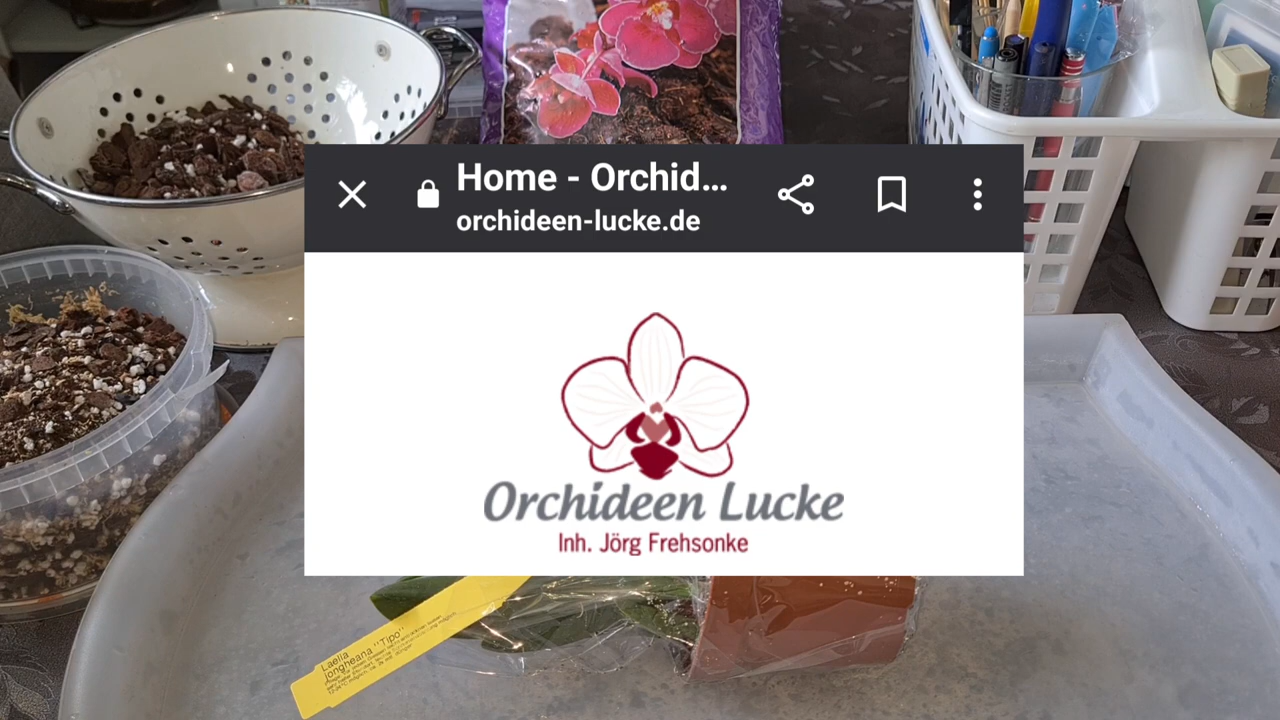 Home - Orchid...
orchideen-lucke.de
Orchideen Lucke
Inh. Jörg Frehsonke
Laelia
jongheana "Tipo"